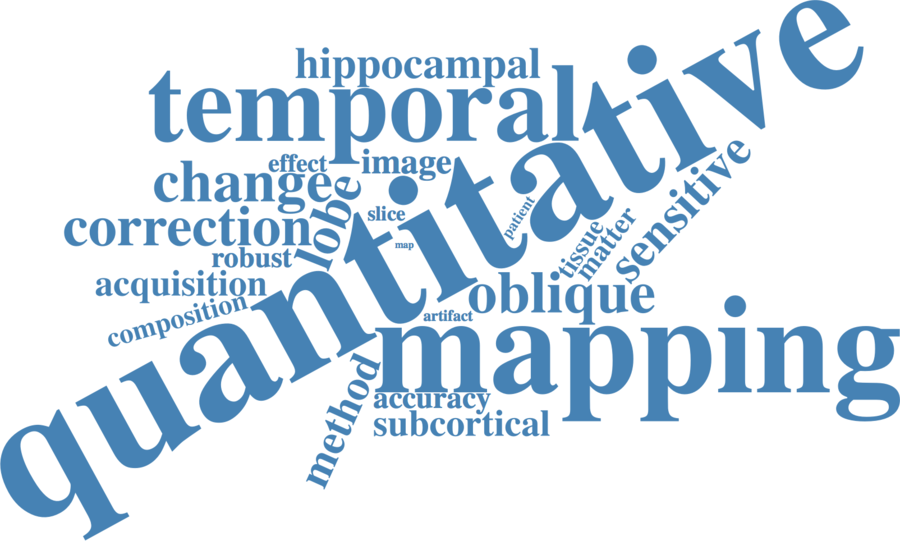 hippocampal
temporal
quantitative
effect
image
change
lobe
sensitive
slice
patient
correction
map
tissue
matter
robust
acquisition
oblique
composition
artifact
mapping
method
accuracy
subcortical